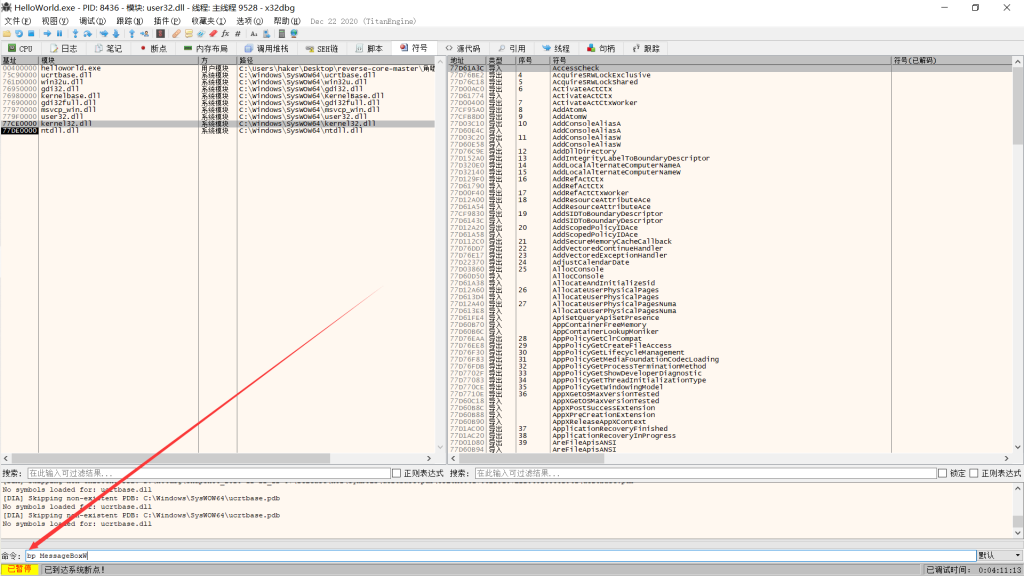 HelloWorld.exe - PID: 8436 - 模块: user32.dll - 线程: 主线程 9528 - x32dbg
文件(F) 视图(V) 调试(D) 跟踪(N) 插件(P) 收藏夹(I) 选项(O) 帮助(H) Dec 22 2020 (TitanEngine)
CPU 日志 笔记 断点 内存布局 调用堆栈 SEH链 脚本 符号 源代码 引用 线程 句柄 跟踪
基址 模块 方 路径
00400000 helloworld.exe 用户模块 C:\users\haker\Desktop\reverse-core-master\
75C90000 ucrtbase.dll 系统模块 C:\Windows\SysWOW64\ucrtbase.dll
761D0000 win32u.dll 系统模块 C:\Windows\SysWOW64\win32u.dll
76950000 gdi32.dll 系统模块 C:\Windows\SysWOW64\gdi32.dll
76980000 kernelbase.dll 系统模块 C:\Windows\SysWOW64\KernelBase.dll
77690000 gdi32full.dll 系统模块 C:\Windows\SysWOW64\gdi32full.dll
77970000 msvcp_win.dll 系统模块 C:\Windows\SysWOW64\msvcp_win.dll
779F0000 user32.dll 系统模块 C:\Windows\SysWOW64\user32.dll
77CE0000 kernel32.dll 系统模块 C:\Windows\SysWOW64\kernel32.dll
77DE0000 ntdll.dll 系统模块 C:\Windows\SysWOW64\ntdll.dll
地址 类型 序号 符号 符号(已解码)
77D61A3C 导入 AccessCheck
77D76BE2 导出 4 AcquireSRWLockExclusive
77D76C18 导出 5 AcquireSRWLockShared
77D00AC0 导出 6 ActivateActCtx
77D61774 导入 ActivateActCtx
77D00400 导出 7 ActivateActCtxWorker
77CF95A0 导出 8 AddAtomA
77CFB8D0 导出 9 AddAtomW
77D03C10 导出 10 AddConsoleAliasA
77D60E4C 导入 AddConsoleAliasA
77D03C20 导出 11 AddConsoleAliasW
77D60E58 导入 AddConsoleAliasW
77D76C9E 导出 12 AddDllDirectory
77D152A0 导出 13 AddIntegrityLabelToBoundaryDescriptor
77D320E0 导出 14 AddLocalAlternateComputerNameA
77D32140 导出 15 AddLocalAlternateComputerNameW
77D129F0 导出 16 AddRefActCtx
77D61790 导入 AddRefActCtx
77D00F40 导出 17 AddRefActCtxWorker
77D12A00 导出 18 AddResourceAttributeAce
77D61A54 导入 AddResourceAttributeAce
77CF9830 导出 19 AddSIDToBoundaryDescriptor
77D6143C 导入 AddSIDToBoundaryDescriptor
77D12A20 导出 20 AddScopedPolicyIDAce
77D61A58 导入 AddScopedPolicyIDAce
77D112C0 导出 21 AddSecureMemoryCacheCallback
77D76DD7 导出 22 AddVectoredContinueHandler
77D76E17 导出 23 AddVectoredExceptionHandler
77D22370 导出 24 AdjustCalendarDate
77D03860 导出 25 AllocConsole
77D60D50 导入 AllocConsole
77D61A38 导入 AllocateAndInitializeSid
77D12A60 导出 26 AllocateUserPhysicalPages
77D613D4 导入 AllocateUserPhysicalPages
77D12A40 导出 27 AllocateUserPhysicalPagesNuma
77D613E8 导入 AllocateUserPhysicalPagesNuma
77D61FE4 导入 ApiSetQueryApiSetPresence
77D60B70 导入 AppContainerFreeMemory
77D60B6C 导入 AppContainerLookupMoniker
77D76EAA 导出 28 AppPolicyGetClrCompat
77D76EE8 导出 29 AppPolicyGetCreateFileAccess
77D76F30 导出 30 AppPolicyGetLifecycleManagement
77D76F83 导出 31 AppPolicyGetMediaFoundationCodecLoading
77D76FDB 导出 32 AppPolicyGetProcessTerminationMethod
77D7702F 导出 33 AppPolicyGetShowDeveloperDiagnostic
77D77083 导出 34 AppPolicyGetThreadInitializationType
77D770CE 导出 35 AppPolicyGetWindowingModel
77D7710E 导出 36 AppXGetOSMaxVersionTested
77D60C18 导入 AppXGetOSMaxVersionTested
77D60B8C 导入 AppXPostSuccessExtension
77D60B88 导入 AppXPreCreationExtension
77D60B90 导入 AppXReleaseAppXContext
77D1AC00 导出 37 ApplicationRecoveryFinished
77D1AC20 导出 38 ApplicationRecoveryInProgress
77D01D80 导出 39 AreFileApisANSI
77D60B94 导入 AreFileApisANSI
搜索: 在此输入可过滤结果... 正则表达式 搜索: 在此输入可过滤结果... 锁定 正则表达式
No symbols loaded for: ucrtbase.dll
[DIA] Skipping non-existent PDB: C:\Windows\SysWOW64\ucrtbase.pdb
No symbols loaded for: ucrtbase.dll
[DIA] Skipping non-existent PDB: C:\Windows\SysWOW64\ucrtbase.pdb
No symbols loaded for: ucrtbase.dll
命令: bp MessageBoxW 默认
已暂停 已到达系统断点! 已调试时间: 0:04:11:13